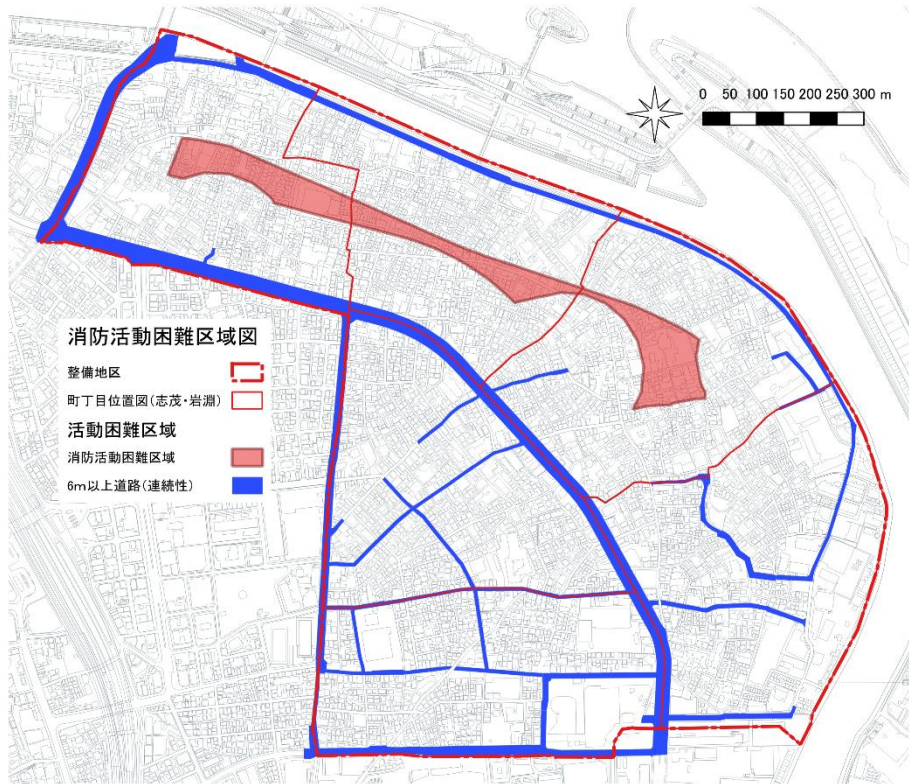 0 50 100 150 200 250 300 m
消防活動困難区域図
整備地区
町丁目位置図(志茂・岩淵)
活動困難区域
消防活動困難区域
6m以上道路(連続性)